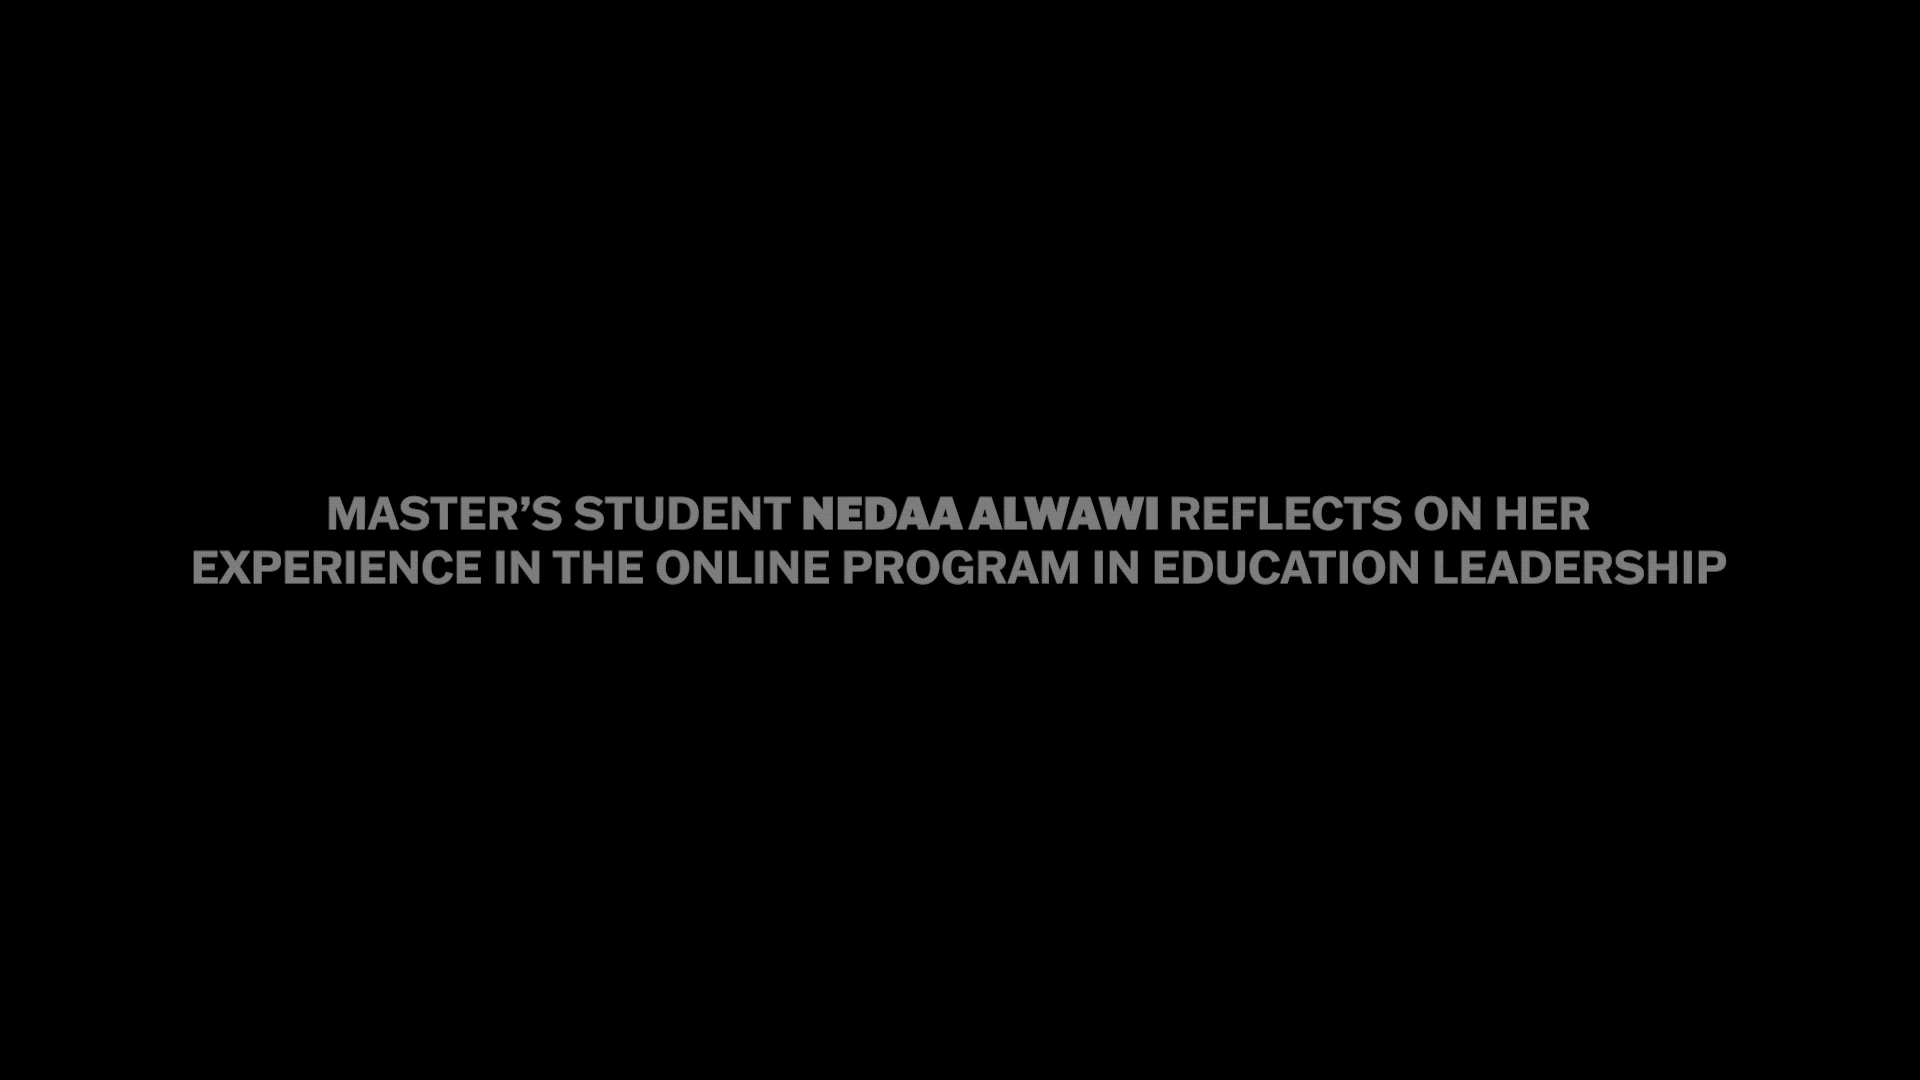 MASTER’S STUDENT NEDAA ALWAWI REFLECTS ON HER
EXPERIENCE IN THE ONLINE PROGRAM IN EDUCATION LEADERSHIP